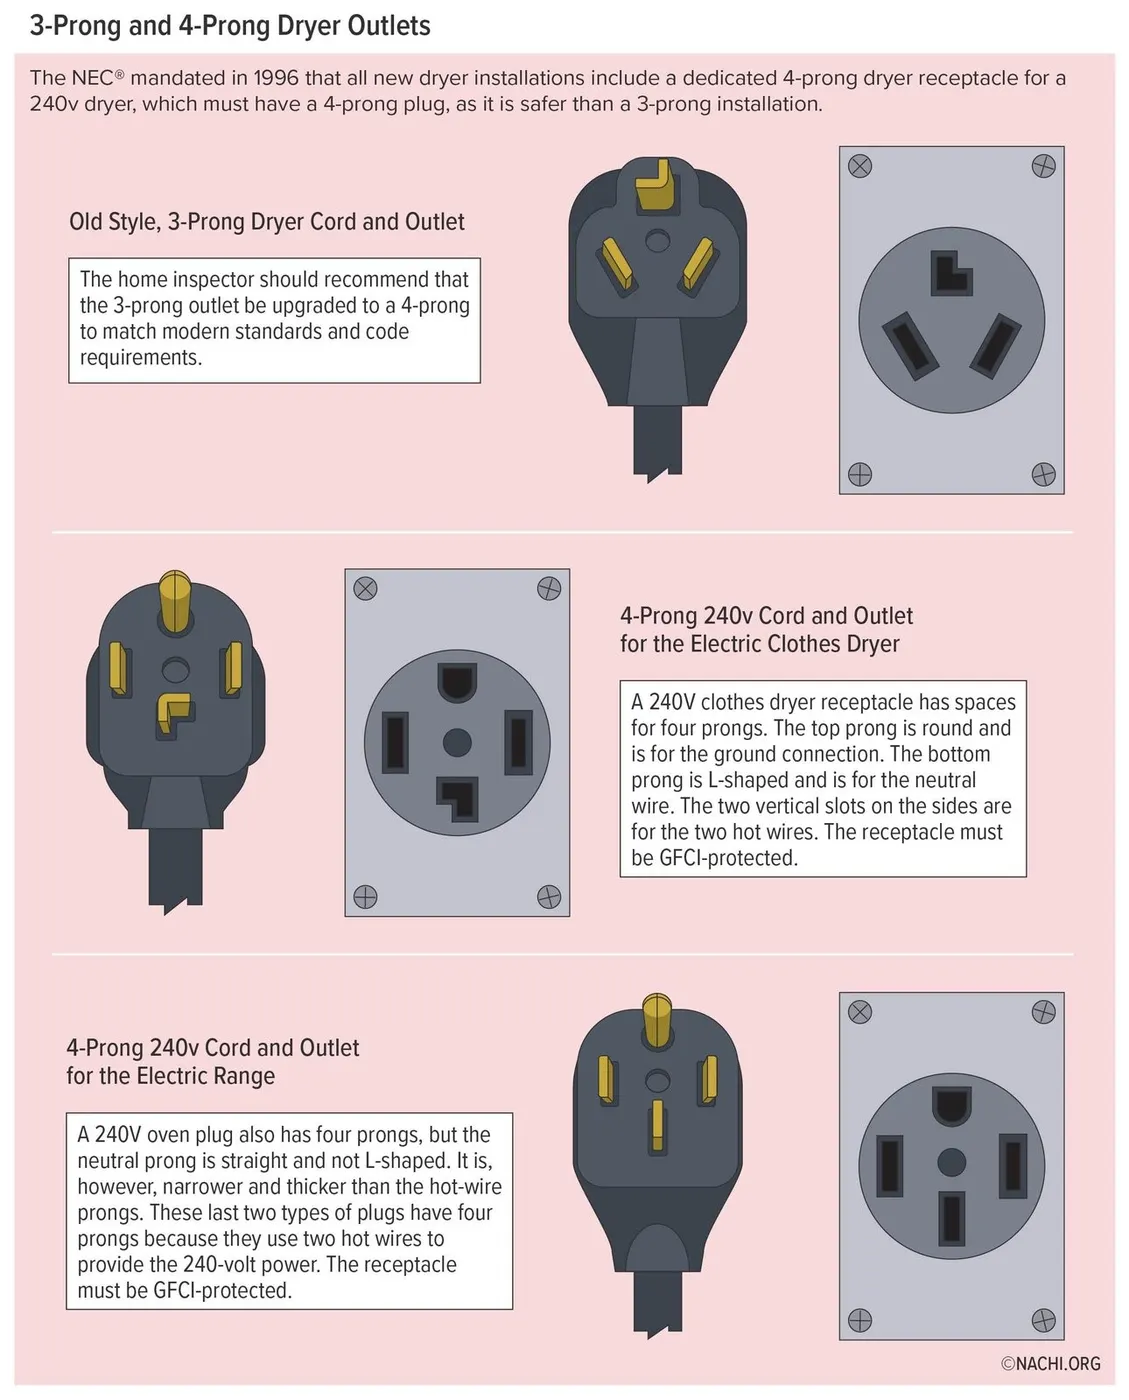 3-Prong and 4-Prong Dryer Outlets
The NEC® mandated in 1996 that all new dryer installations include a dedicated 4-prong dryer receptacle for a
240v dryer, which must have a 4-prong plug, as it is safer than a 3-prong installation.
Old Style, 3-Prong Dryer Cord and Outlet
The home inspector should recommend that
the 3-prong outlet be upgraded to a 4-prong
to match modern standards and code
requirements.
4-Prong 240v Cord and Outlet
for the Electric Clothes Dryer
A 240V clothes dryer receptacle has spaces
for four prongs. The top prong is round and
is for the ground connection. The bottom
prong is L-shaped and is for the neutral
wire. The two vertical slots on the sides are
for the two hot wires. The receptacle must
be GFCI-protected.
4-Prong 240v Cord and Outlet
for the Electric Range
A 240V oven plug also has four prongs, but the
neutral prong is straight and not L-shaped. It is,
however, narrower and thicker than the hot-wire
prongs. These last two types of plugs have four
prongs because they use two hot wires to
provide the 240-volt power. The receptacle
must be GFCI-protected.
©NACHI.ORG